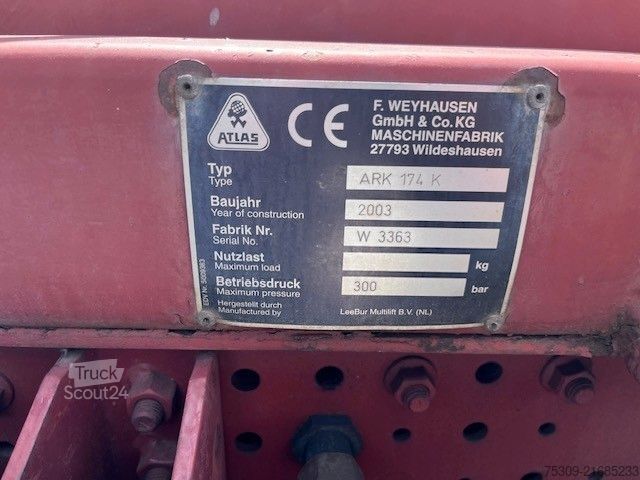 ATLAS
CE
F. WEYHAUSEN
GmbH & Co.KG
MASCHINENFABRIK
27793 Wildeshausen
Typ
Type
ARK 174 K
Baujahr
Year of construction
2003
Fabrik Nr.
Serial No.
W 3363
Nutzlast
Maximum load
kg
Betriebsdruck
Maximum pressure
300
bar
Hergestellt durch
Manufactured by
LeeBur Multilift B.V. (NL)
Truck
Scout24
75309-21685233